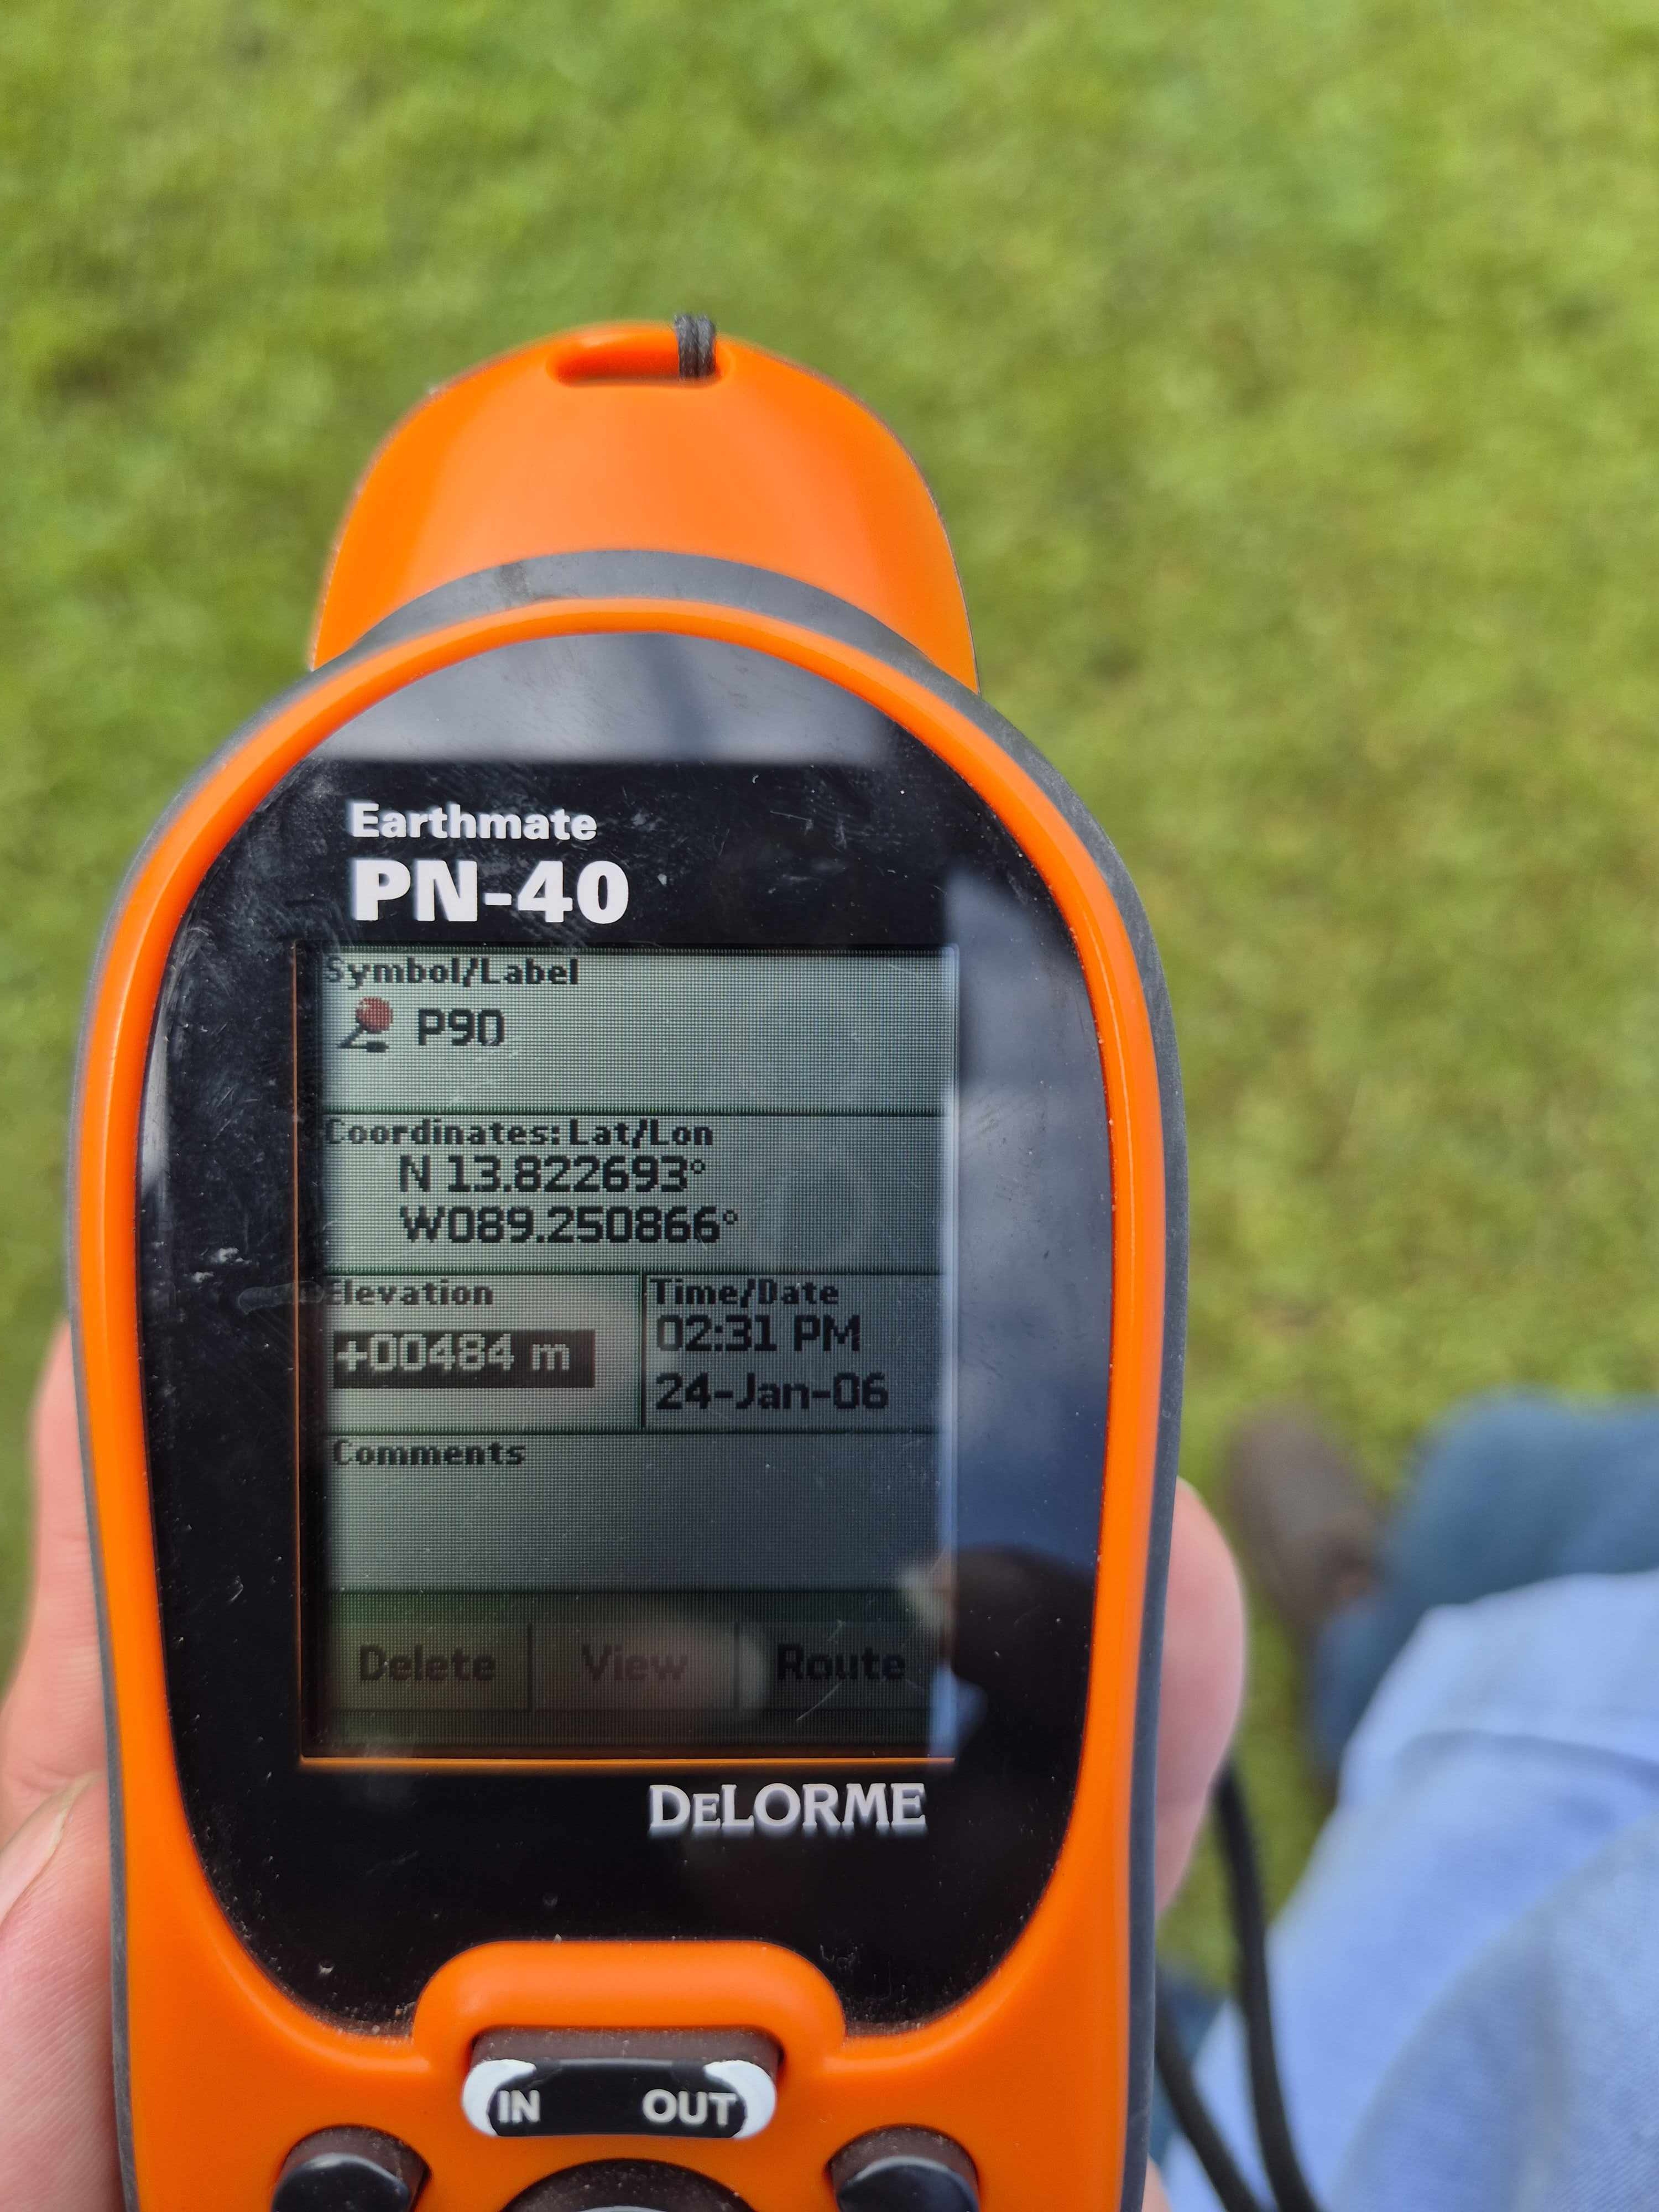 Earthmate
PN-40
Symbol/Label
P90
Coordinates: Lat/Lon
N 13.822693°
W089.250866°
Elevation
+00484 m
Time/Date
02:31 PM
24-Jan-06
Comments
Delete View Route
DELORME
IN OUT